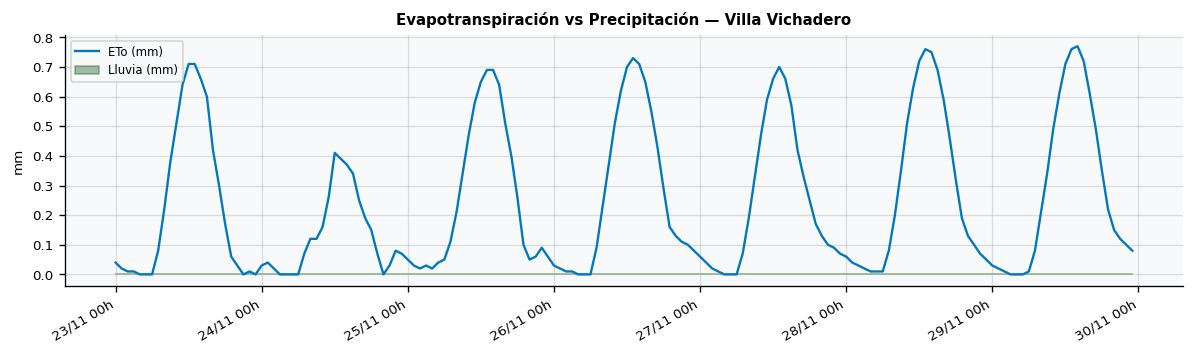 Evapotranspiración vs Precipitación — Villa Vichadero
ETo (mm)
Lluvia (mm)
mm
0.8
0.7
0.6
0.5
0.4
0.3
0.2
0.1
0.0
23/11 00h
24/11 00h
25/11 00h
26/11 00h
27/11 00h
28/11 00h
29/11 00h
30/11 00h